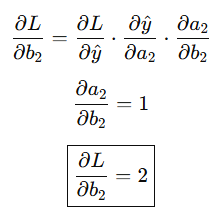 ∂L/∂b₂ = ∂L/∂ŷ · ∂ŷ/∂a₂ · ∂a₂/∂b₂
∂a₂/∂b₂ = 1
∂L/∂b₂ = 2